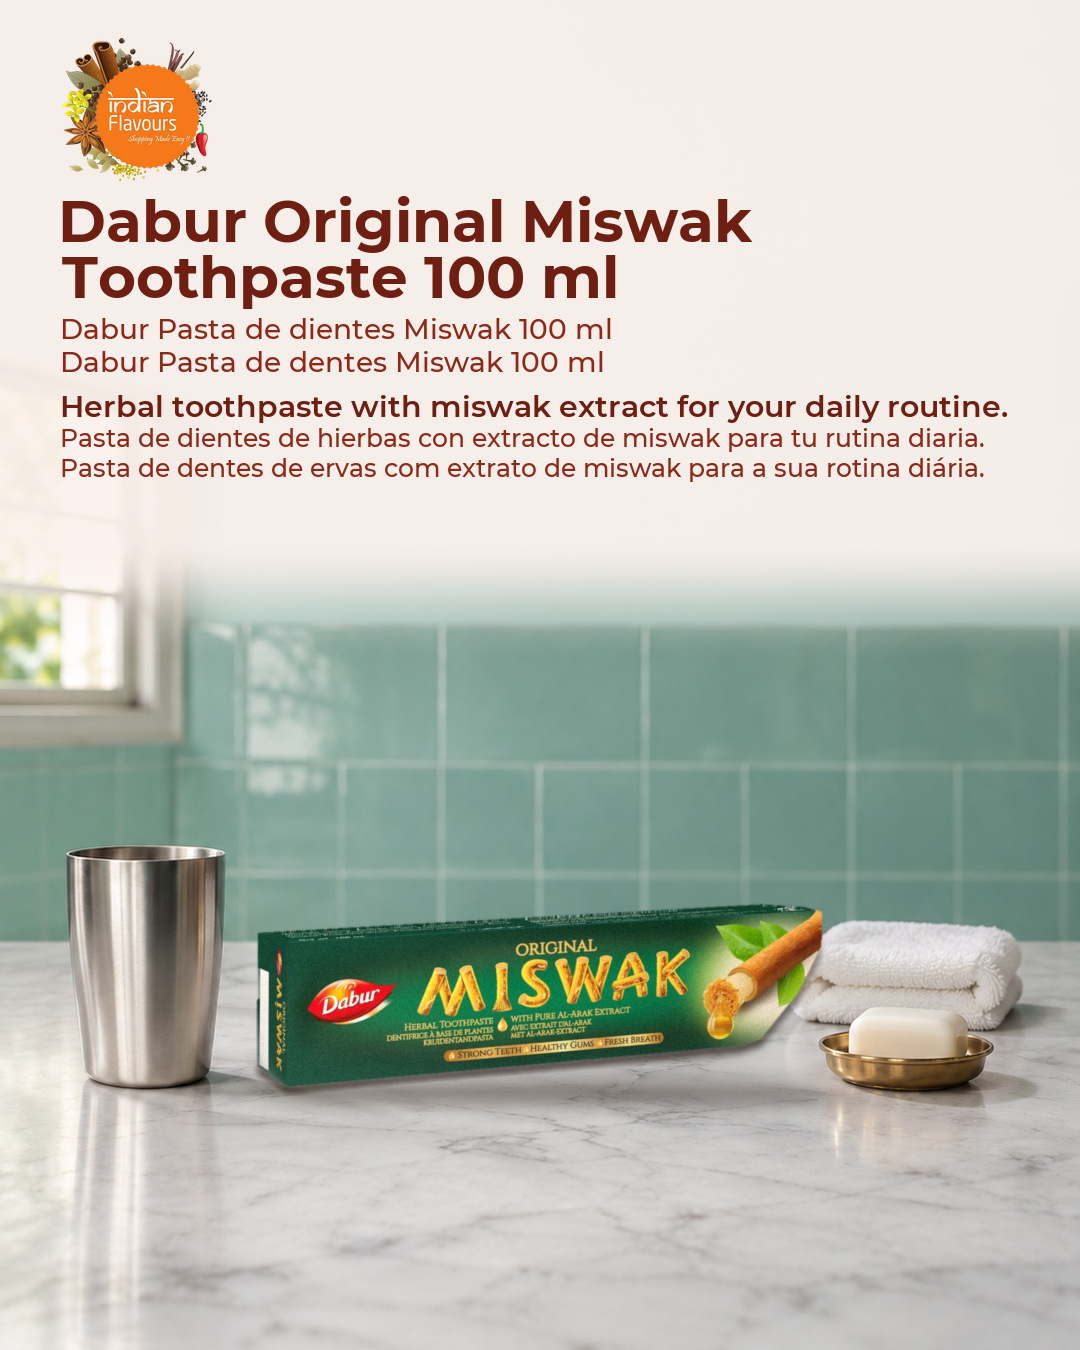 indian
Flavours
Shopping Made Easy !!
Dabur Original Miswak
Toothpaste 100 ml
Dabur Pasta de dientes Miswak 100 ml
Dabur Pasta de dentes Miswak 100 ml
Herbal toothpaste with miswak extract for your daily routine.
Pasta de dientes de hierbas con extracto de miswak para tu rutina diaria.
Pasta de dentes de ervas com extrato de miswak para a sua rotina diária.
ORIGINAL
MISWAK
Dabur
HERBAL TOOTHPASTE
DENTIFRICE À BASE DE PLANTES
KRUIDENTANDPASTA
WITH PURE AL-ARAK EXTRACT
AVEC EXTRAIT D'AL-ARAK
MET AL-ARAK-EXTRACT
STRONG TEETH HEALTHY GUMS FRESH BREATH
ORIGINAL
MISWAK